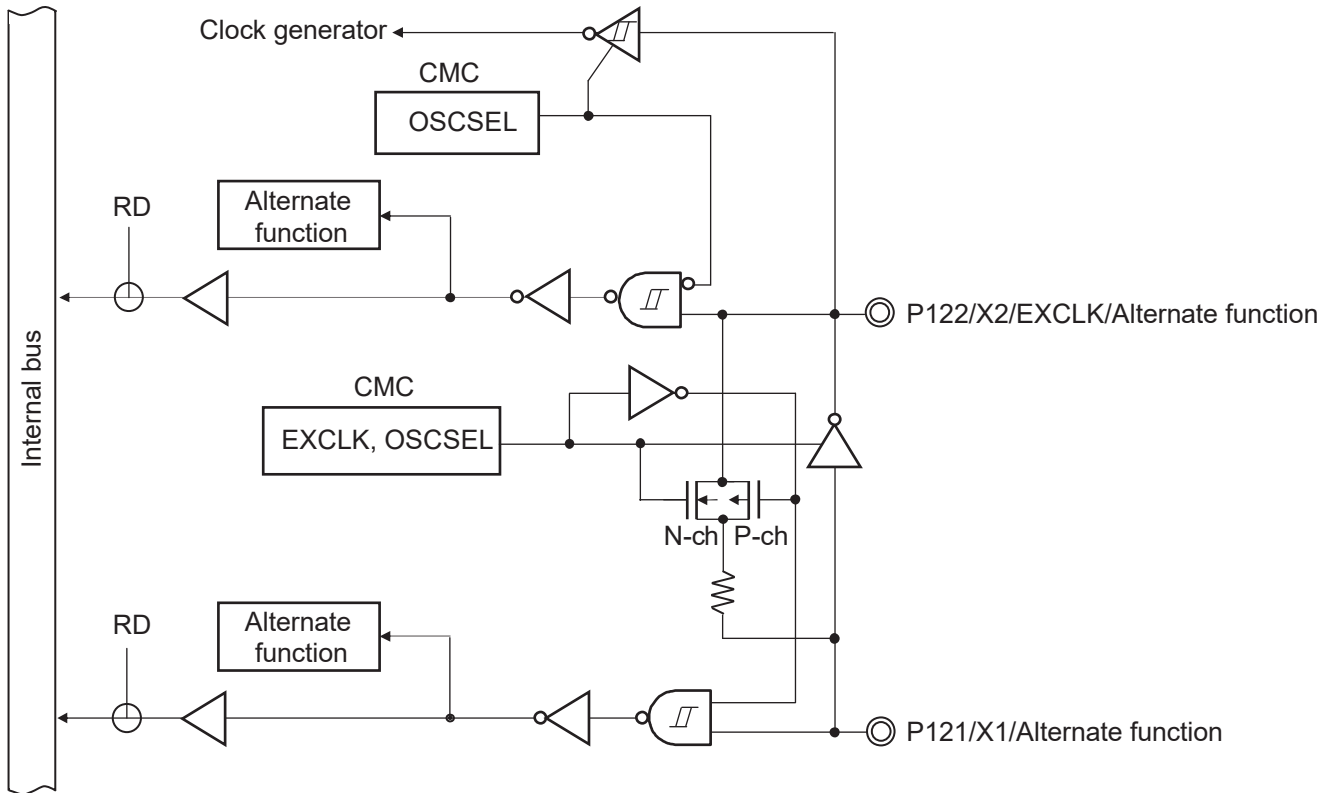 Clock generator
CMC
OSCSEL
RD
Alternate
function
P122/X2/EXCLK/Alternate function
Internal bus
CMC
EXCLK, OSCSEL
N-ch
P-ch
RD
Alternate
function
P121/X1/Alternate function